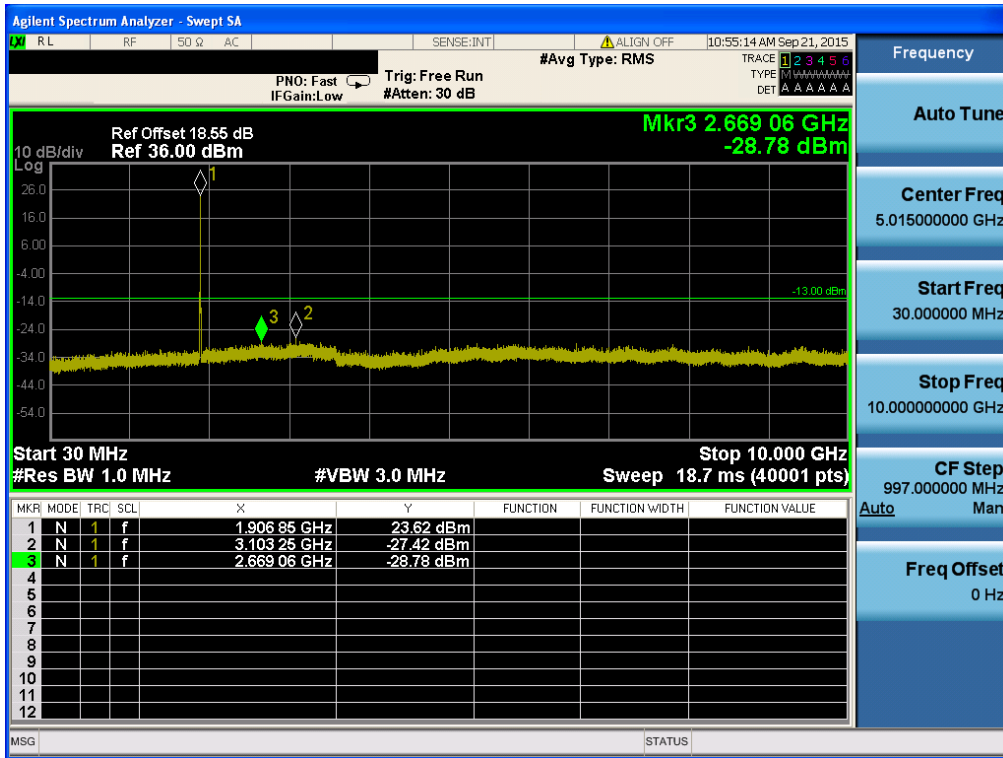 Agilent Spectrum Analyzer - Swept SA
LXI RL RF 50 Ω AC SENSE:INT ALIGN OFF 10:55:14 AM Sep 21, 2015
#Avg Type: RMS TRACE 1 2 3 4 5 6
PNO: Fast Trig: Free Run TYPE MWWWWW
IFGain:Low #Atten: 30 dB DET A A A A A A
Mkr3 2.669 06 GHz
-28.78 dBm
Ref Offset 18.55 dB
10 dB/div Ref 36.00 dBm
Log
1
26.0
16.0
6.00
-4.00
-13.00 dBm
-14.0
3 2
-24.0
-34.0
-44.0
-54.0
Start 30 MHz Stop 10.000 GHz
#Res BW 1.0 MHz #VBW 3.0 MHz Sweep 18.7 ms (40001 pts)
MKR MODE TRC SCL X Y FUNCTION FUNCTION WIDTH FUNCTION VALUE
1 N 1 f 1.906 85 GHz 23.62 dBm
2 N 1 f 3.103 25 GHz -27.42 dBm
3 N 1 f 2.669 06 GHz -28.78 dBm
4
5
6
7
8
9
10
11
12
MSG STATUS
Frequency
Auto Tune
Center Freq
5.015000000 GHz
Start Freq
30.000000 MHz
Stop Freq
10.000000000 GHz
CF Step
997.000000 MHz
Auto Man
Freq Offset
0 Hz